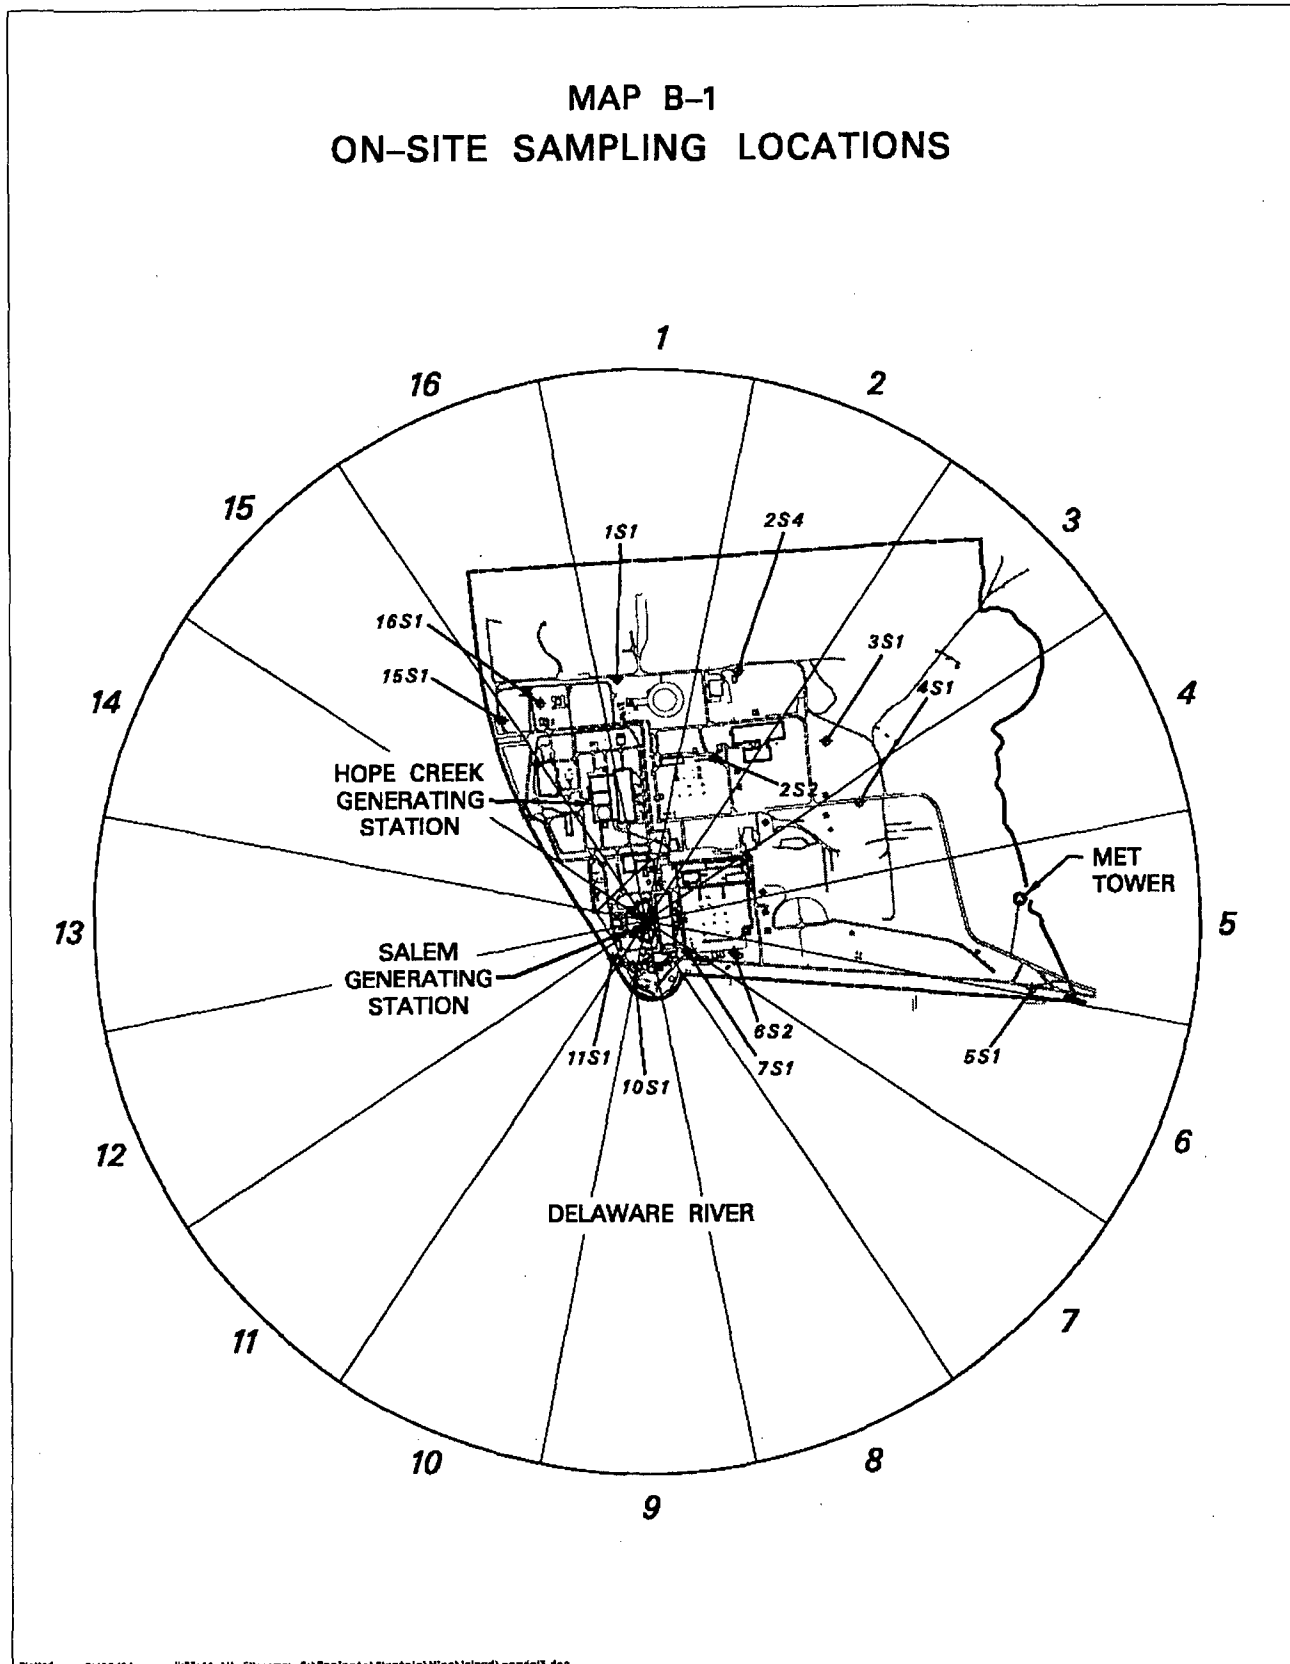 MAP B–1
ON–SITE SAMPLING LOCATIONS
1
16
2
15
3
1S1
2S4
16S1
3S1
15S1
4S1
14
4
HOPE CREEK
GENERATING
STATION
2S2
MET
TOWER
13
5
SALEM
GENERATING
STATION
6S2
11S1
7S1
5S1
10S1
12
6
DELAWARE RIVER
11
7
10
8
9